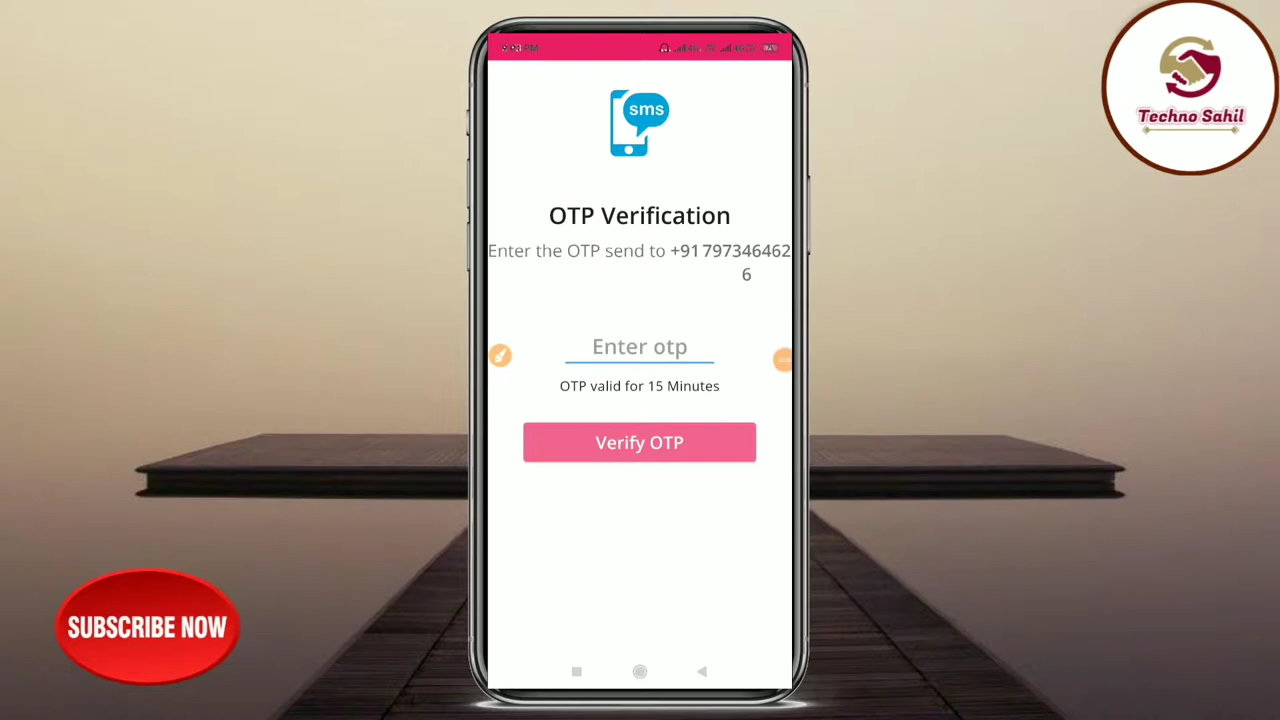 Techno Sahil
sms
OTP Verification
Enter the OTP send to +91 797346462
6
Enter otp
OTP valid for 15 Minutes
Verify OTP
SUBSCRIBE NOW